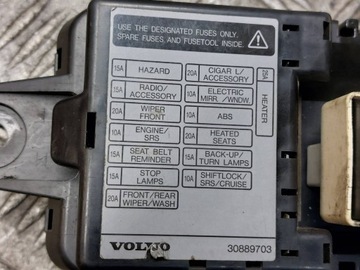 USE THE DESIGNATED FUSES ONLY.
SPARE FUSES, AND FUSETOOL INSIDE
15A HAZARD
20A CIGAR L/ ACCESSORY
25A HEATER
15A RADIO/ ACCESSORY
10A ELECTRIC MIRR./WNDW.
20A WIPER FRONT
10A ABS
10A ENGINE/ SRS
20A HEATED SEATS
15A SEAT BELT REMINDER
15A BACK-UP/ TURN LAMPS
15A STOP LAMPS
10A SHIFTLOCK/ SRS/CRUISE
20A FRONT/REAR WIPER/WASH
VOLVO
30889703